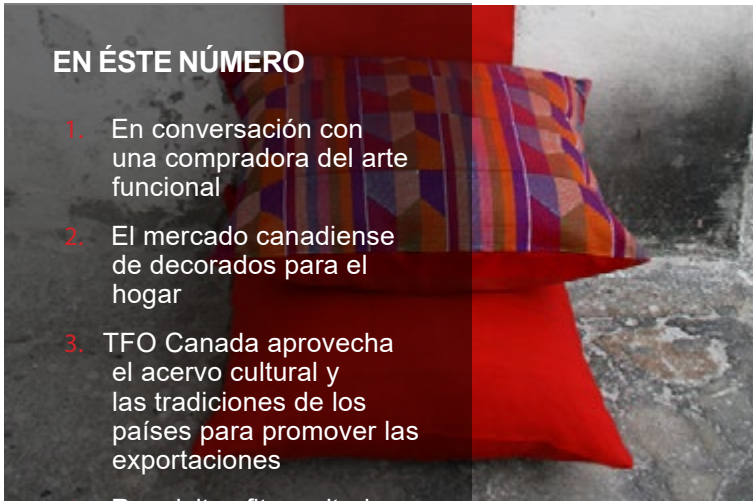 EN ÉSTE NÚMERO
1. En conversación con
una compradora del arte
funcional
2. El mercado canadiense
de decorados para el
hogar
3. TFO Canada aprovecha
el acervo cultural y
las tradiciones de los
países para promover las
exportaciones